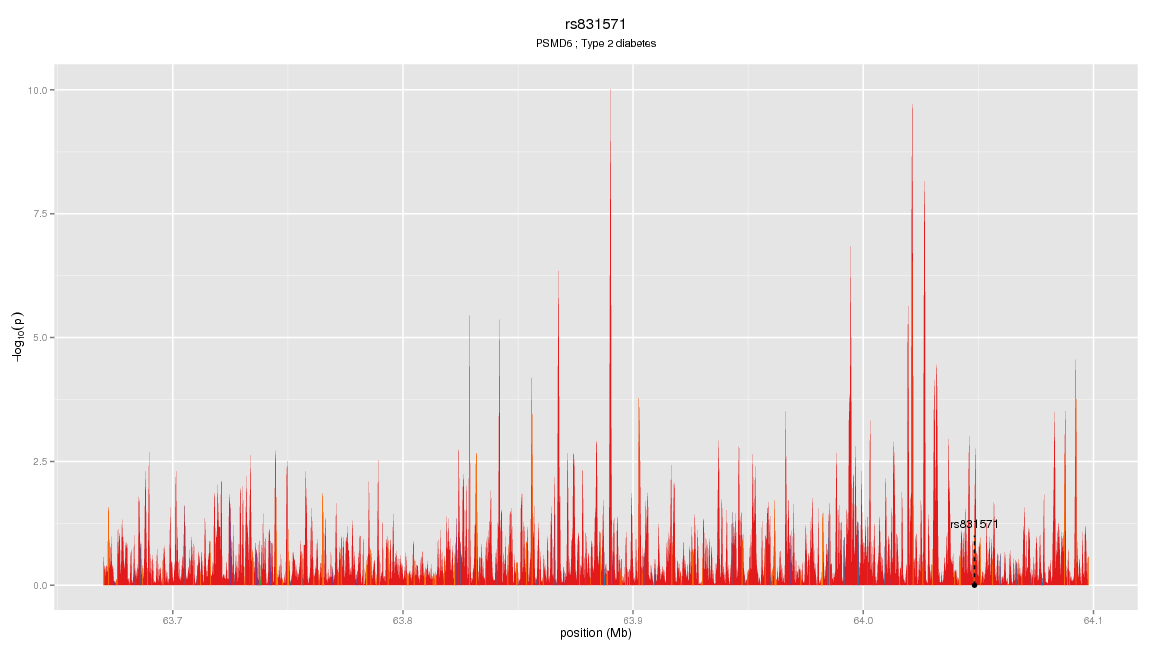 rs831571
PSMD6 ; Type 2 diabetes
10.0
7.5
5.0
2.5
0.0
−log10(p)
rs831571
63.7 63.8 63.9 64.0 64.1
position (Mb)